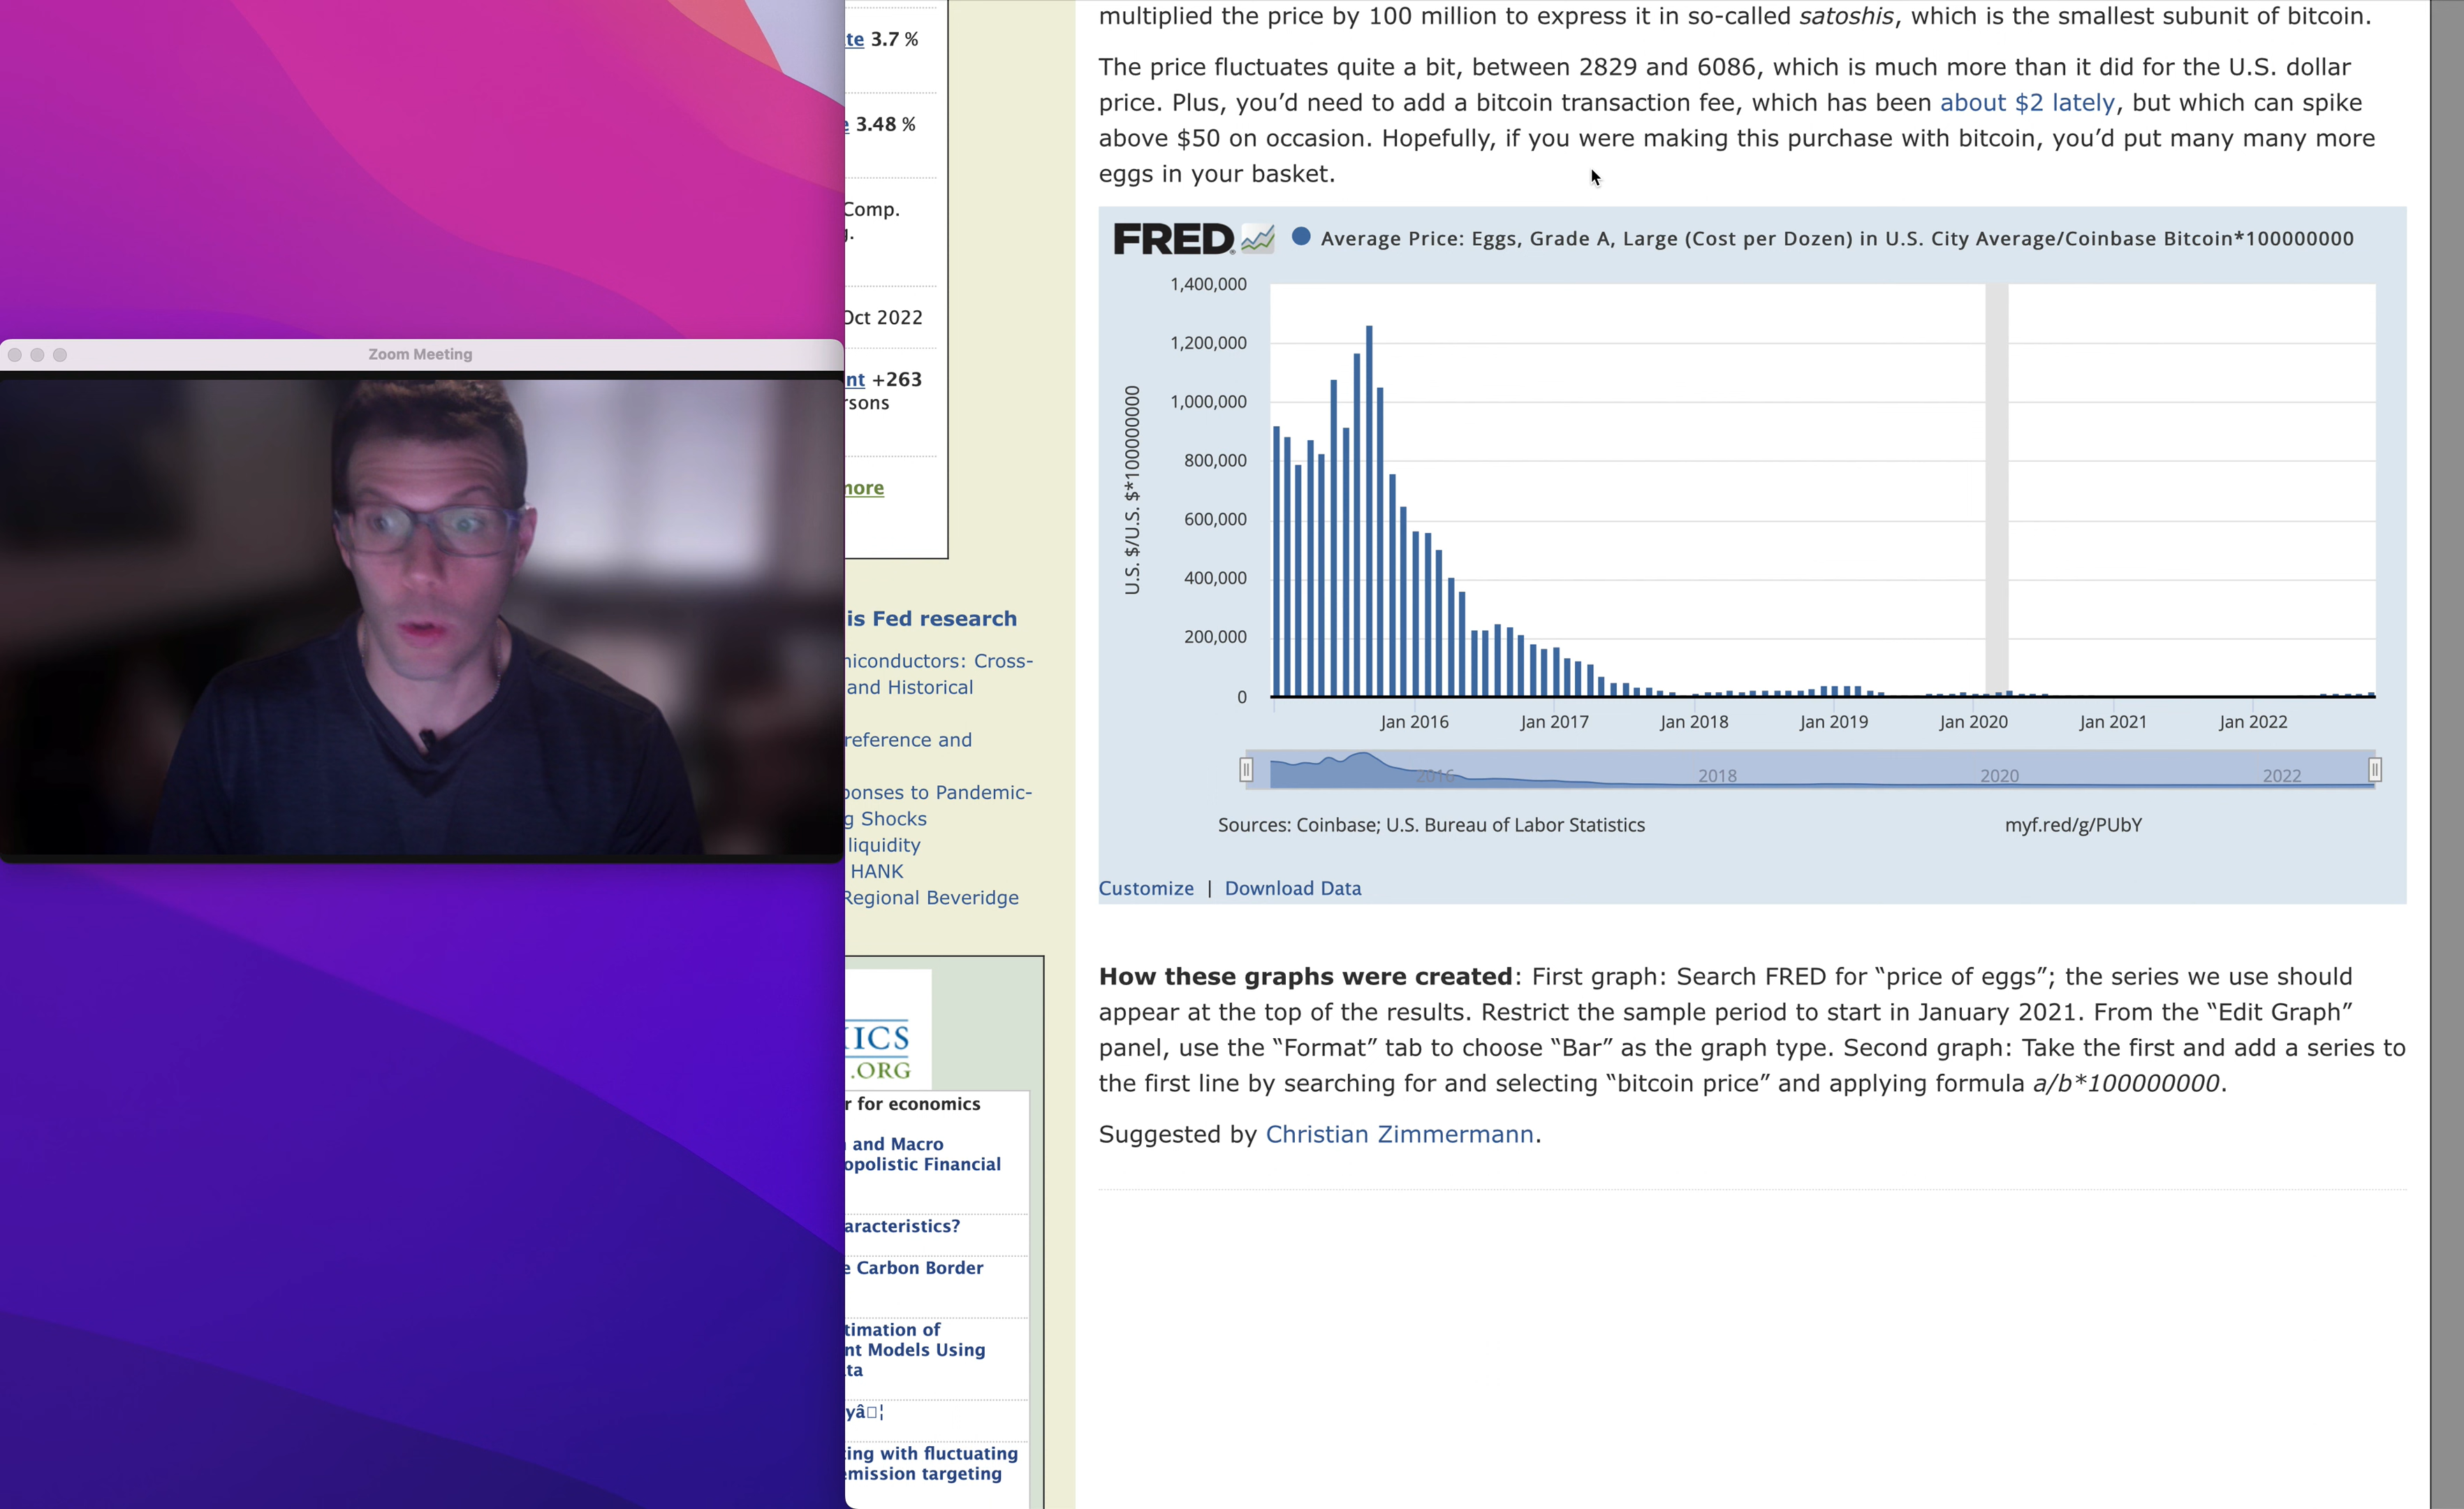 Zoom Meeting
te 3.7 %
3.48 %
Comp.
g.
Oct 2022
nt +263
rsons
more
is Fed research
niconductors: Cross-
and Historical
reference and
ponses to Pandemic-
g Shocks
liquidity
HANK
Regional Beveridge
ICS
.ORG
r for economics
and Macro
opolistic Financial
aracteristics?
e Carbon Border
timation of
nt Models Using
ta
yâ□¦
ting with fluctuating
emission targeting
multiplied the price by 100 million to express it in so-called satoshis, which is the smallest subunit of bitcoin.
The price fluctuates quite a bit, between 2829 and 6086, which is much more than it did for the U.S. dollar
price. Plus, you’d need to add a bitcoin transaction fee, which has been about $2 lately, but which can spike
above $50 on occasion. Hopefully, if you were making this purchase with bitcoin, you’d put many many more
eggs in your basket.
FRED
Average Price: Eggs, Grade A, Large (Cost per Dozen) in U.S. City Average/Coinbase Bitcoin*100000000
U.S. $/U.S. $*100000000
1,400,000
1,200,000
1,000,000
800,000
600,000
400,000
200,000
0
Jan 2016 Jan 2017 Jan 2018 Jan 2019 Jan 2020 Jan 2021 Jan 2022
2016 2018 2020 2022
Sources: Coinbase; U.S. Bureau of Labor Statistics myf.red/g/PUbY
Customize | Download Data
How these graphs were created: First graph: Search FRED for “price of eggs”; the series we use should
appear at the top of the results. Restrict the sample period to start in January 2021. From the “Edit Graph”
panel, use the “Format” tab to choose “Bar” as the graph type. Second graph: Take the first and add a series to
the first line by searching for and selecting “bitcoin price” and applying formula a/b*100000000.
Suggested by Christian Zimmermann.